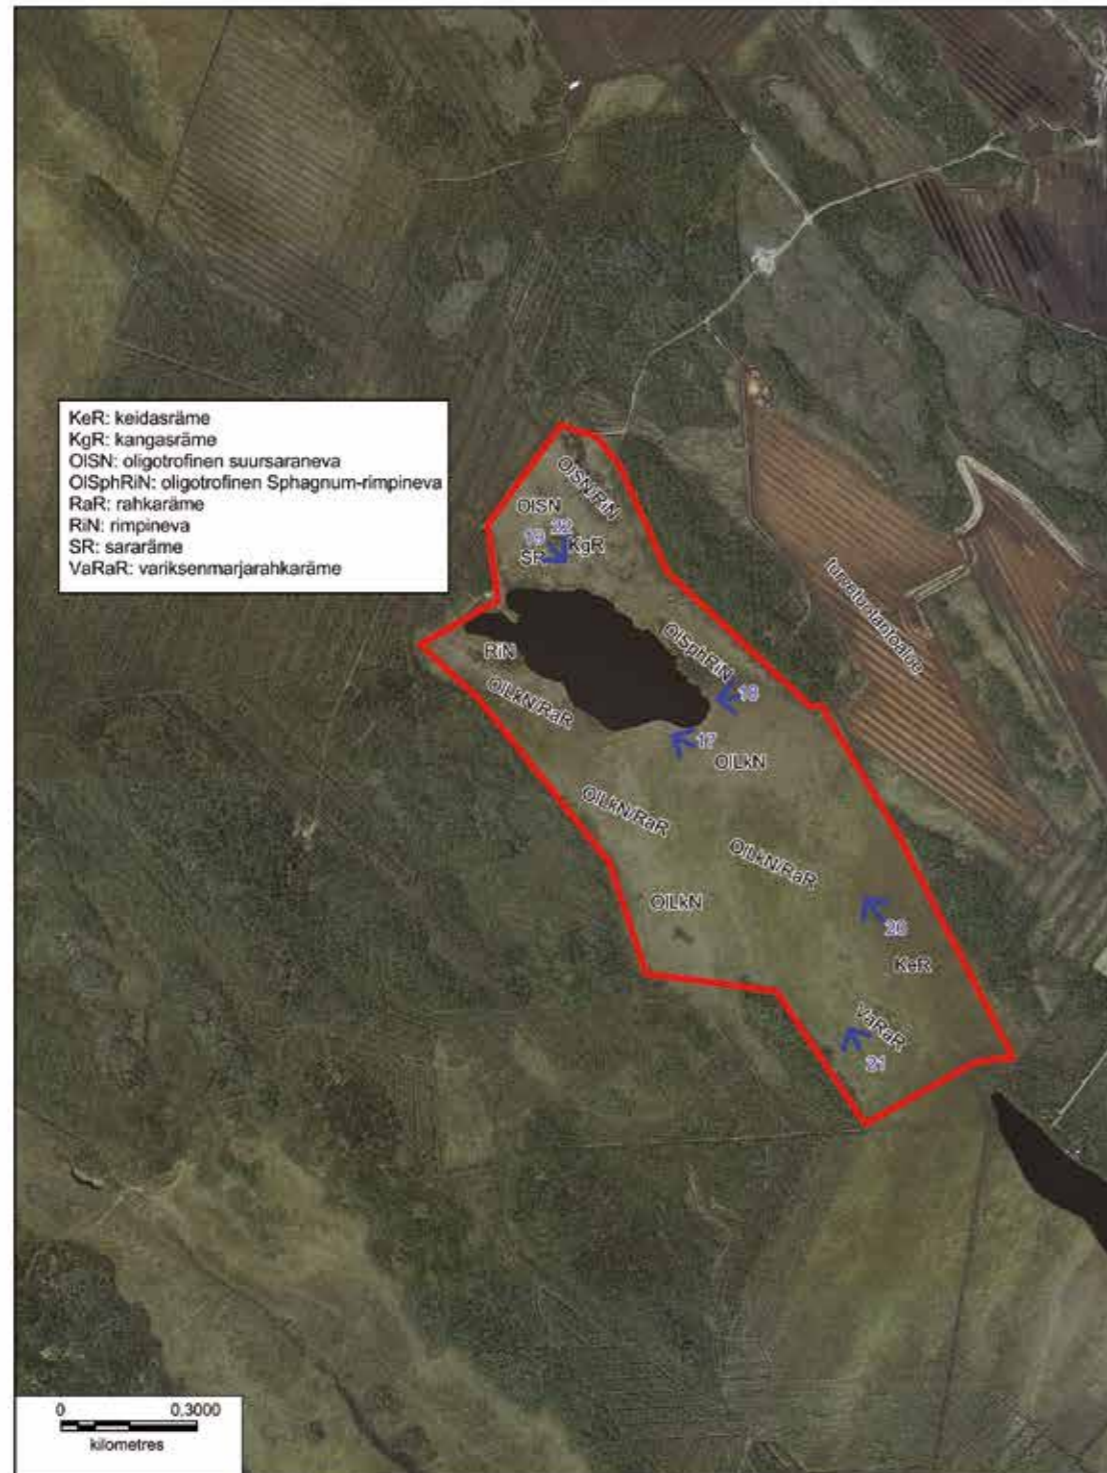 KeR: keidasräme
KgR: kangasräme
OlSN: oligotrofinen suursaraneva
OlSphRiN: oligotrofinen Sphagnum-rimpineva
RaR: rahkaräme
RiN: rimpineva
SR: sararäme
VaRaR: variksenmarjarahkaräme
OlSN/RiN
OlSN
19 22
KgR
SR
turvetuotantoalue
OlSphRiN
RiN
18
OlLkN/RaR
17
OlLkN
OlLkN/RaR
OlLkN/RaR
OlLkN
20
KeR
VaRaR
21
0 0,3000
kilometres